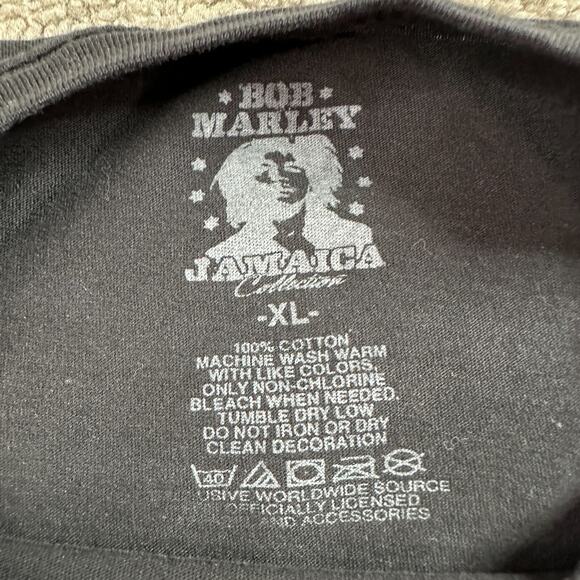 BOB
MARLEY
JAMAICA
Collection
-XL-
100% COTTON
MACHINE WASH WARM
WITH LIKE COLORS.
ONLY NON-CHLORINE
BLEACH WHEN NEEDED.
TUMBLE DRY LOW
DO NOT IRON OR DRY
CLEAN DECORATION
40
USIVE WORLDWIDE SOURCE
OFFICIALLY LICENSED
AND ACCESSORIES